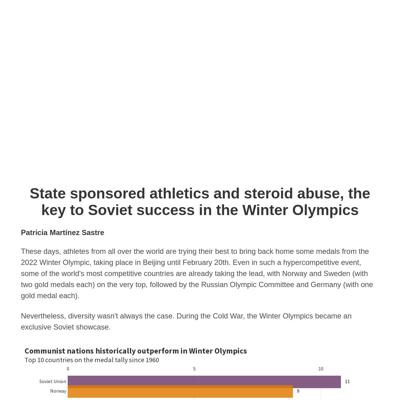 State sponsored athletics and steroid abuse, the
key to Soviet success in the Winter Olympics
Patricia Martínez Sastre
These days, athletes from all over the world are trying their best to bring back home some medals from the
2022 Winter Olympic, taking place in Beijing until February 20th. Even in such a hypercompetitive event,
some of the world's most competitive countries are already taking the lead, with Norway and Sweden (with
two gold medals each) on the very top, followed by the Russian Olympic Committee and Germany (with one
gold medal each).
Nevertheless, diversity wasn't always the case. During the Cold War, the Winter Olympics became an
exclusive Soviet showcase.
Communist nations historically outperform in Winter Olympics
Top 10 countries on the medal tally since 1960
0 5 10
Soviet Union 11
Norway 9